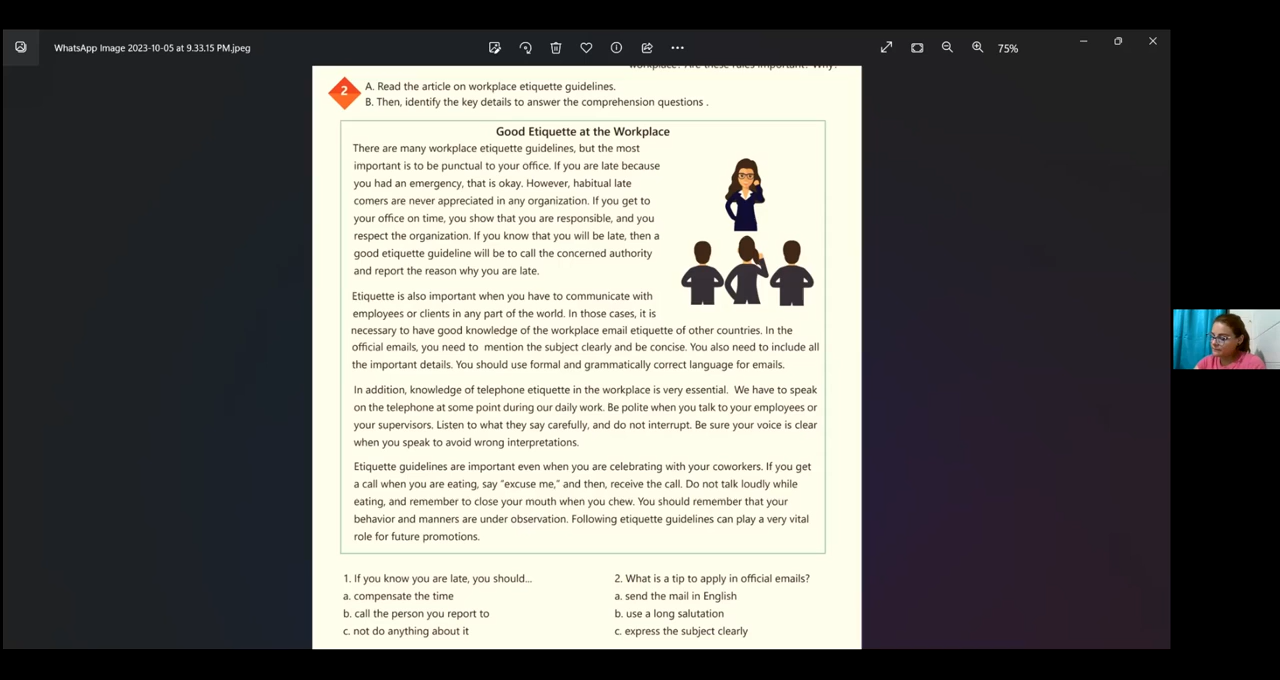 WhatsApp Image 2023-10-05 at 9.33.15 PM.jpeg
75%
workplace? Are these rules important? Why?
2
A. Read the article on workplace etiquette guidelines.
B. Then, identify the key details to answer the comprehension questions .
Good Etiquette at the Workplace
There are many workplace etiquette guidelines, but the most
important is to be punctual to your office. If you are late because
you had an emergency, that is okay. However, habitual late
comers are never appreciated in any organization. If you get to
your office on time, you show that you are responsible, and you
respect the organization. If you know that you will be late, then a
good etiquette guideline will be to call the concerned authority
and report the reason why you are late.
Etiquette is also important when you have to communicate with
employees or clients in any part of the world. In those cases, it is
necessary to have good knowledge of the workplace email etiquette of other countries. In the
official emails, you need to mention the subject clearly and be concise. You also need to include all
the important details. You should use formal and grammatically correct language for emails.
In addition, knowledge of telephone etiquette in the workplace is very essential. We have to speak
on the telephone at some point during our daily work. Be polite when you talk to your employees or
your supervisors. Listen to what they say carefully, and do not interrupt. Be sure your voice is clear
when you speak to avoid wrong interpretations.
Etiquette guidelines are important even when you are celebrating with your coworkers. If you get
a call when you are eating, say "excuse me," and then, receive the call. Do not talk loudly while
eating, and remember to close your mouth when you chew. You should remember that your
behavior and manners are under observation. Following etiquette guidelines can play a very vital
role for future promotions.
1. If you know you are late, you should...
a. compensate the time
b. call the person you report to
c. not do anything about it
2. What is a tip to apply in official emails?
a. send the mail in English
b. use a long salutation
c. express the subject clearly